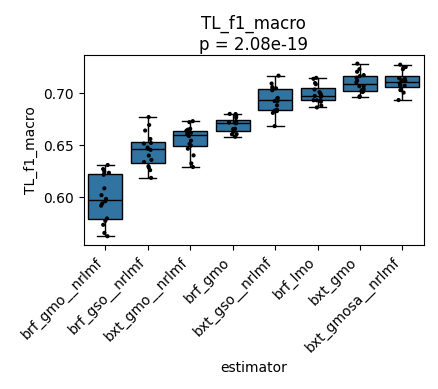 TL_f1_macro
p = 2.08e-19
TL_f1_macro
0.70
0.65
0.60
brf_gmo__nrlmf
brf_gso__nrlmf
bxt_gmo__nrlmf
brf_gmo
bxt_gso__nrlmf
brf_lmo
bxt_gmo
bxt_gmosa__nrlmf
estimator